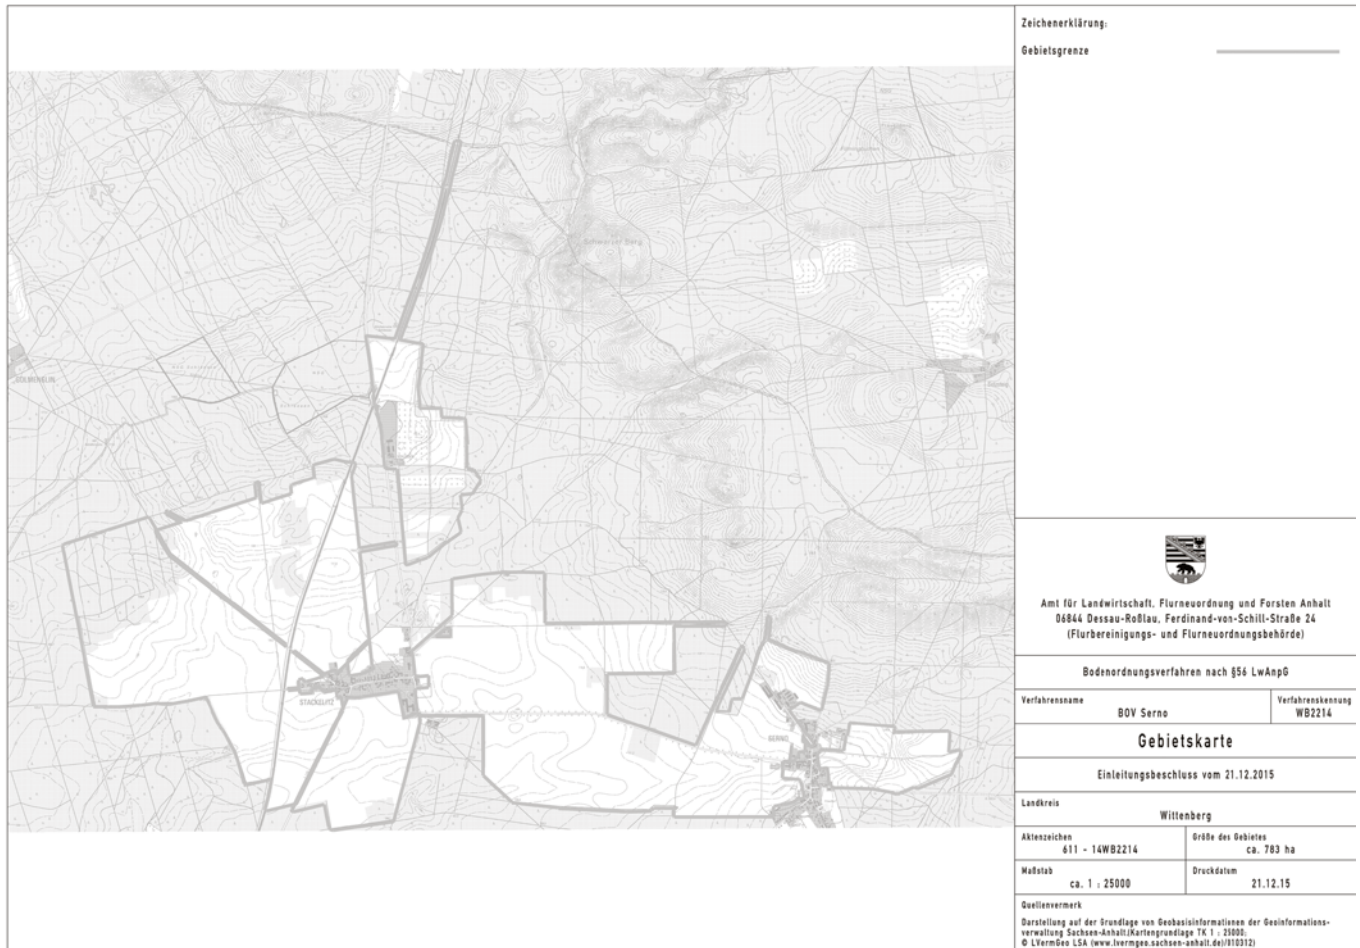 Zeichenerklärung:
Gebietsgrenze
Schwarzer Berg
STACKELITZ
SERNO
Amt für Landwirtschaft, Flurneuordnung und Forsten Anhalt
06844 Dessau-Roßlau, Ferdinand-von-Schill-Straße 24
(Flurbereinigungs- und Flurneuordnungsbehörde)
Bodenordnungsverfahren nach §56 LwAnpG
Verfahrensname
BOV Serno
Verfahrenskennung
WB2214
Gebietskarte
Einleitungsbeschluss vom 21.12.2015
Landkreis
Wittenberg
Aktenzeichen
611 - 14WB2214
Größe des Gebietes
ca. 783 ha
Maßstab
ca. 1 : 25000
Druckdatum
21.12.15
Quellenvermerk
Darstellung auf der Grundlage von Geobasisinformationen der Geoinformations-
verwaltung Sachsen-Anhalt.(Kartengrundlage TK 1 : 25000;
© LVermGeo LSA (www.lvermgeo.sachsen-anhalt.de)/010312)